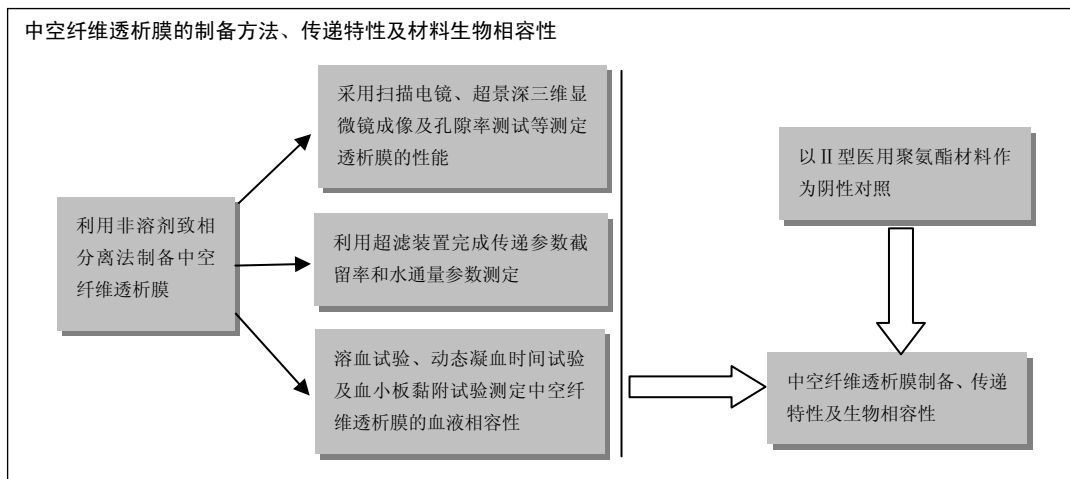 中空纤维透析膜的制备方法、传递特性及材料生物相容性
采用扫描电镜、超景深三维显
微镜成像及孔隙率测试等测定
透析膜的性能
利用非溶剂致相
分离法制备中空
纤维透析膜
利用超滤装置完成传递参数截
留率和水通量参数测定
溶血试验、动态凝血时间试验
及血小板黏附试验测定中空纤
维透析膜的血液相容性
以Ⅱ型医用聚氨酯材料作
为阴性对照
中空纤维透析膜制备、传递
特性及生物相容性